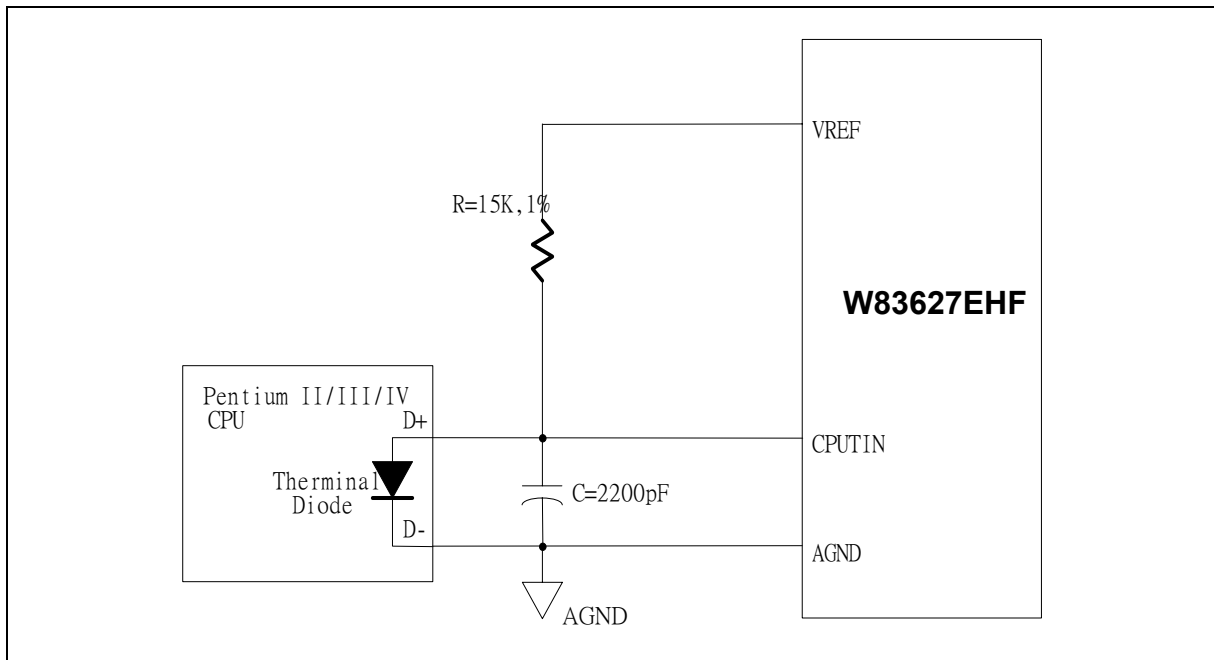 VREF
R=15K,1%
W83627EHF
Pentium II/III/IV
CPU
D+
CPUTIN
Therminal
Diode
C=2200pF
D-
AGND
AGND